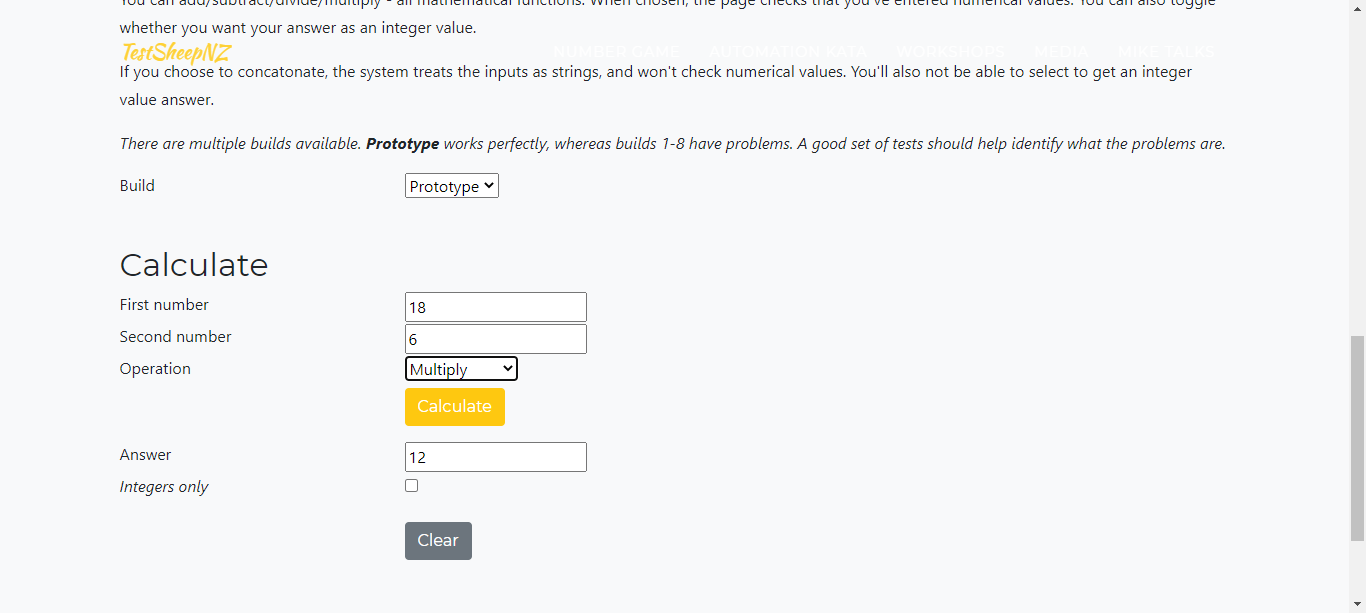 You can add/subtract/divide/multiply - all mathematical functions. When chosen, the page checks that you've entered numerical values. You can also toggle
whether you want your answer as an integer value.
TestSheepNZ NUMBER GAME AUTOMATION KATA WORKSHOPS MEDIA MIKE TALKS
If you choose to concatonate, the system treats the inputs as strings, and won't check numerical values. You'll also not be able to select to get an integer
value answer.
There are multiple builds available. Prototype works perfectly, whereas builds 1-8 have problems. A good set of tests should help identify what the problems are.
Build Prototype
Calculate
First number 18
Second number 6
Operation Multiply
Calculate
Answer 12
Integers only
Clear